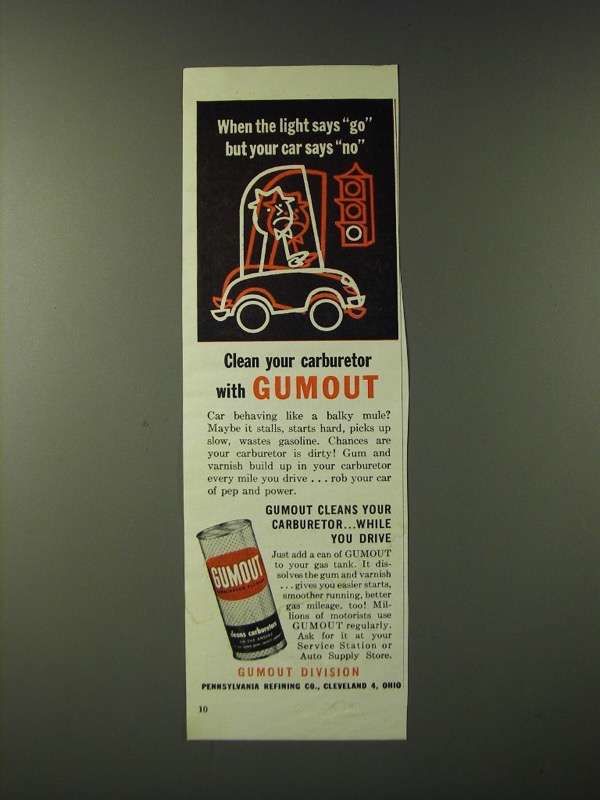 When the light says "go"
but your car says "no"
Clean your carburetor
with GUMOUT
Car behaving like a balky mule?
Maybe it stalls, starts hard, picks up
slow, wastes gasoline. Chances are
your carburetor is dirty! Gum and
varnish build up in your carburetor
every mile you drive . . . rob your car
of pep and power.
GUMOUT CLEANS YOUR
CARBURETOR...WHILE
YOU DRIVE
Just add a can of GUMOUT
to your gas tank. It dis-
solves the gum and varnish
. . . gives you easier starts,
smoother running, better
gas mileage, too! Mil-
lions of motorists use
GUMOUT regularly.
Ask for it at your
Service Station or
Auto Supply Store.
GUMOUT
cleans carburetors
GUMOUT DIVISION
PENNSYLVANIA REFINING CO., CLEVELAND 4, OHIO
10